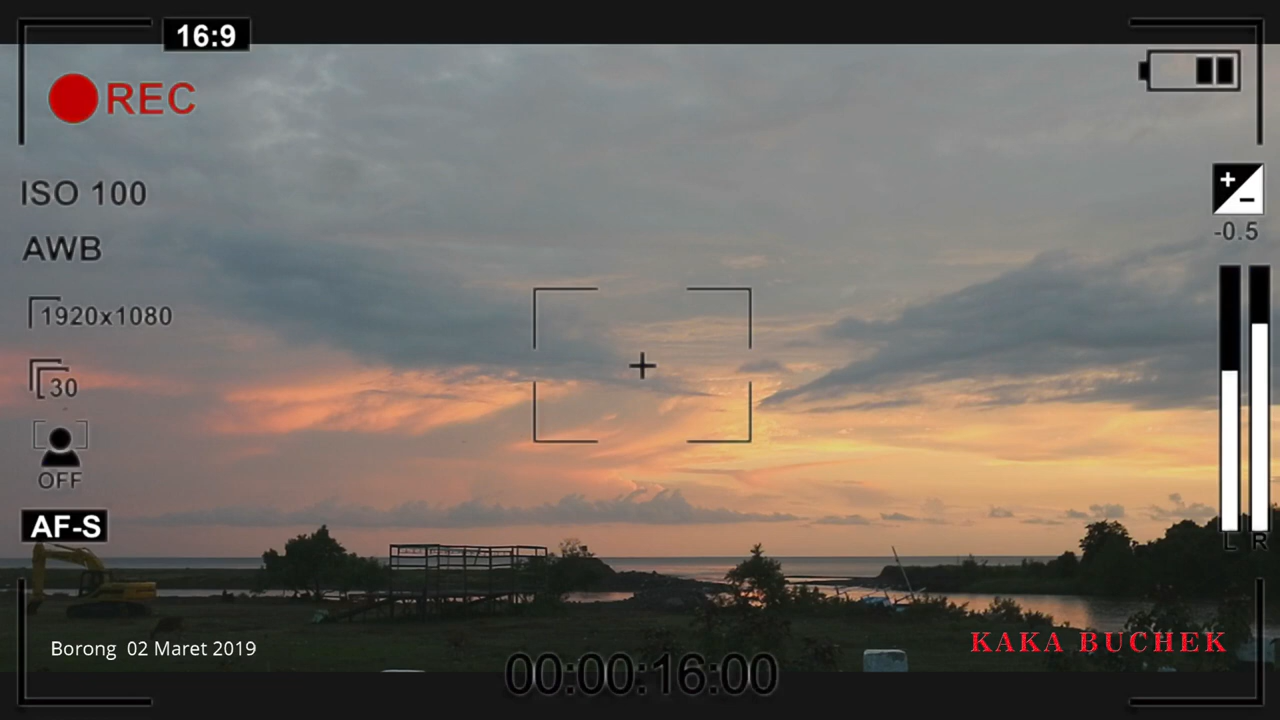 16:9
REC
ISO 100
AWB
1920x1080
30
OFF
AF-S
+
-
-0.5
L R
Borong 02 Maret 2019
KAKA BUCHEK
00:00:16:00